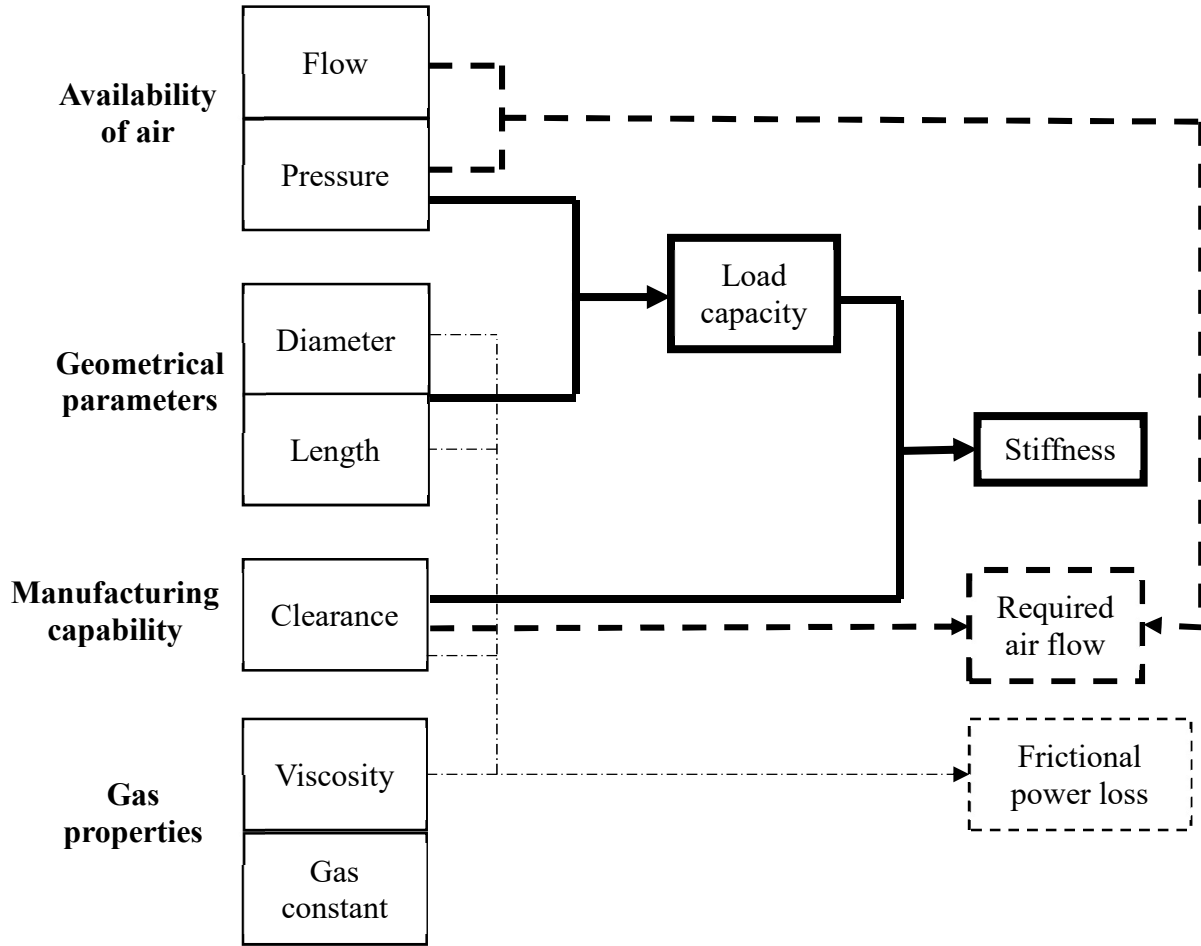 Availability
of air
Flow
Pressure
Geometrical
parameters
Diameter
Length
Manufacturing
capability
Clearance
Gas
properties
Viscosity
Gas
constant
Load
capacity
Stiffness
Required
air flow
Frictional
power loss